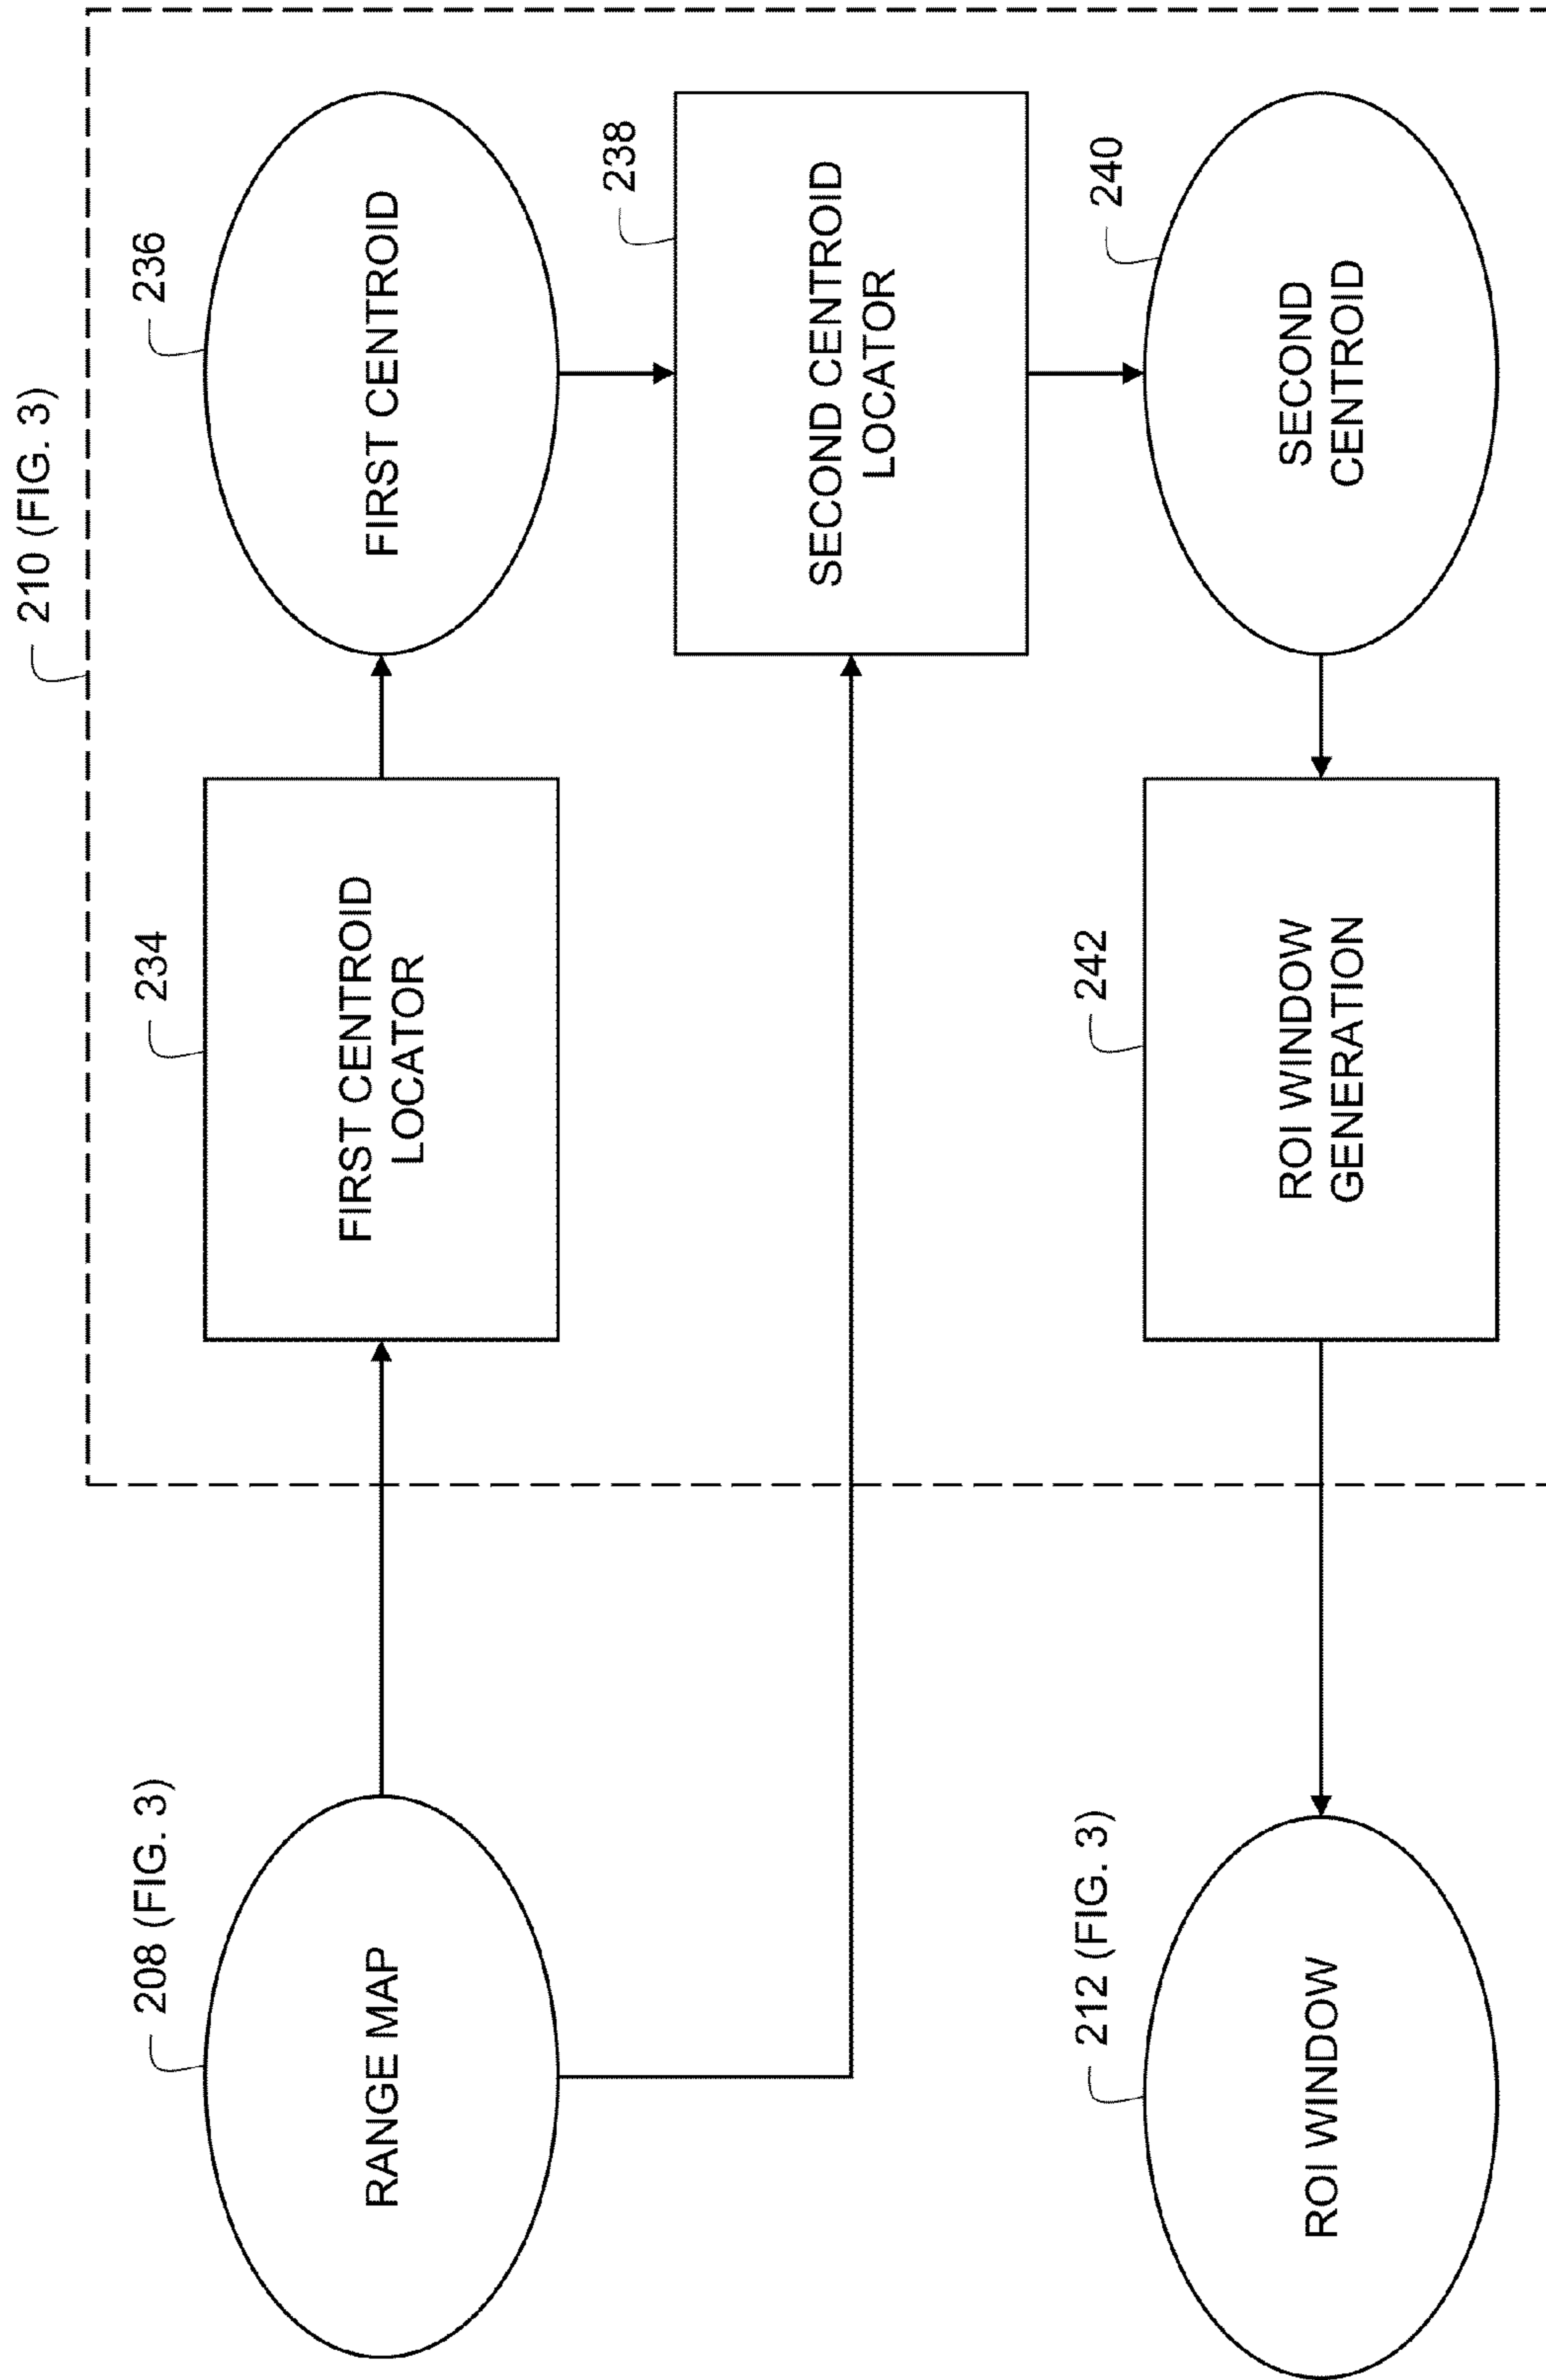 210 (FIG. 3)
208 (FIG. 3)
RANGE MAP
234
FIRST CENTROID
LOCATOR
236
FIRST CENTROID
238
SECOND CENTROID
LOCATOR
212 (FIG. 3)
ROI WINDOW
242
ROI WINDOW
GENERATION
240
SECOND
CENTROID